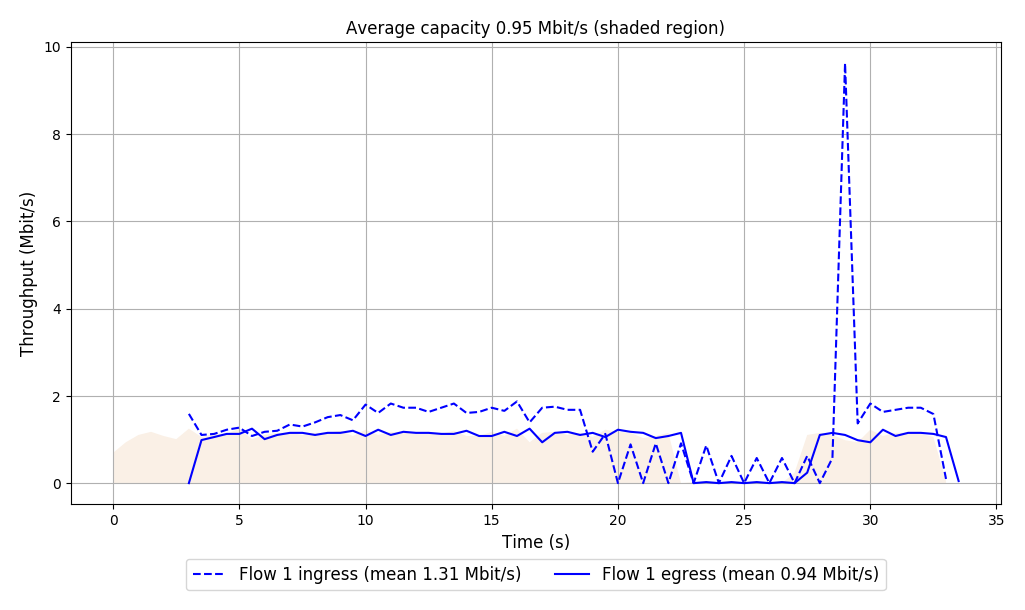 Average capacity 0.95 Mbit/s (shaded region)
10
8
6
4
2
0
Throughput (Mbit/s)
0 5 10 15 20 25 30 35
Time (s)
Flow 1 ingress (mean 1.31 Mbit/s) Flow 1 egress (mean 0.94 Mbit/s)